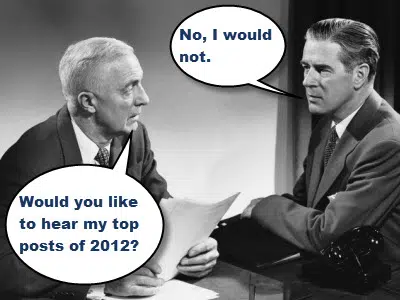 Would you like
to hear my top
posts of 2012?
No, I would
not.